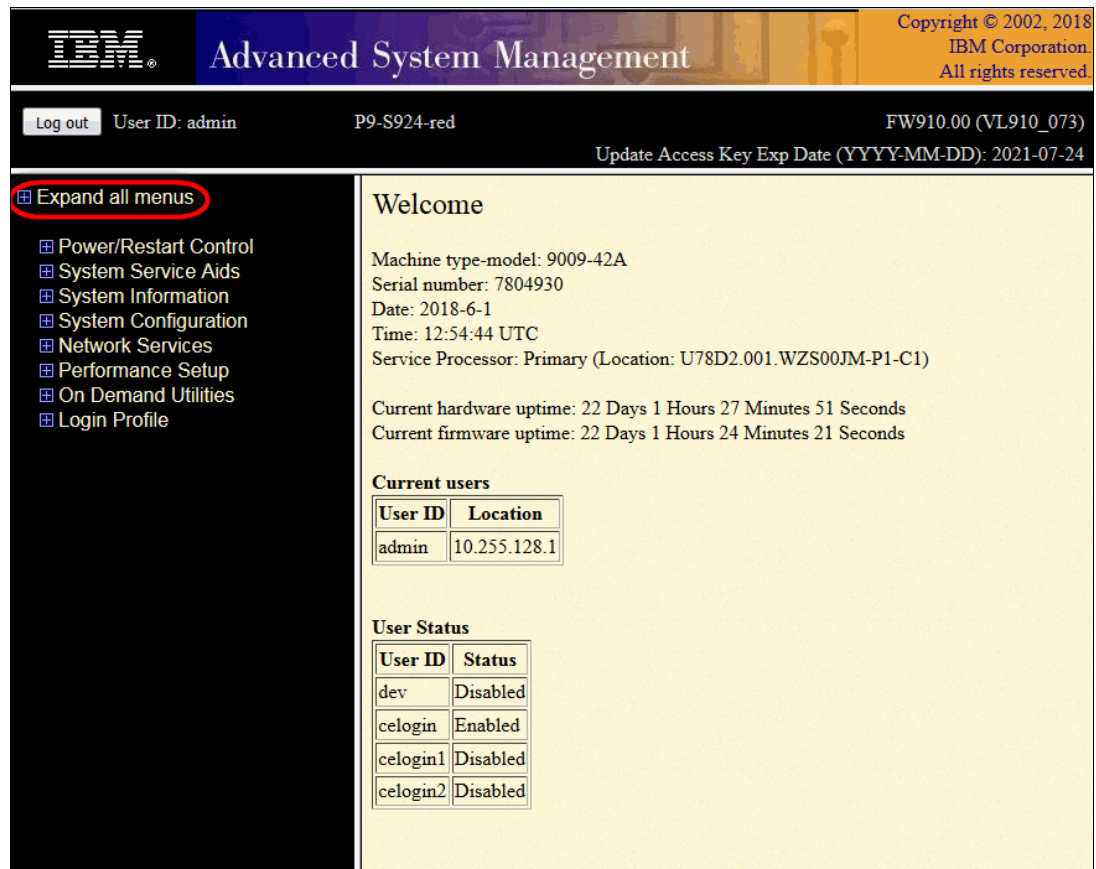 IBM®
Advanced System Management
Copyright © 2002, 2018
IBM Corporation.
All rights reserved.
Log out User ID: admin
P9-S924-red
FW910.00 (VL910_073)
Update Access Key Exp Date (YYYY-MM-DD): 2021-07-24
Expand all menus
Power/Restart Control
System Service Aids
System Information
System Configuration
Network Services
Performance Setup
On Demand Utilities
Login Profile
Welcome
Machine type-model: 9009-42A
Serial number: 7804930
Date: 2018-6-1
Time: 12:54:44 UTC
Service Processor: Primary (Location: U78D2.001.WZS00JM-P1-C1)
Current hardware uptime: 22 Days 1 Hours 27 Minutes 51 Seconds
Current firmware uptime: 22 Days 1 Hours 24 Minutes 21 Seconds
Current users
User ID Location
admin 10.255.128.1
User Status
User ID Status
dev Disabled
celogin Enabled
celogin1 Disabled
celogin2 Disabled